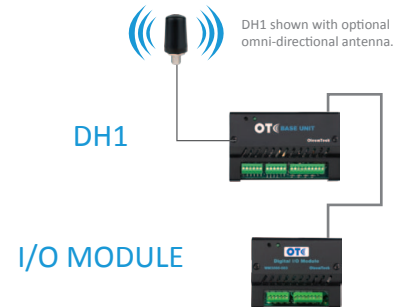 DH1 shown with optional
omni-directional antenna.
OTC BASE UNIT
DH1
I/O MODULE
OTC
Digital I/O Module